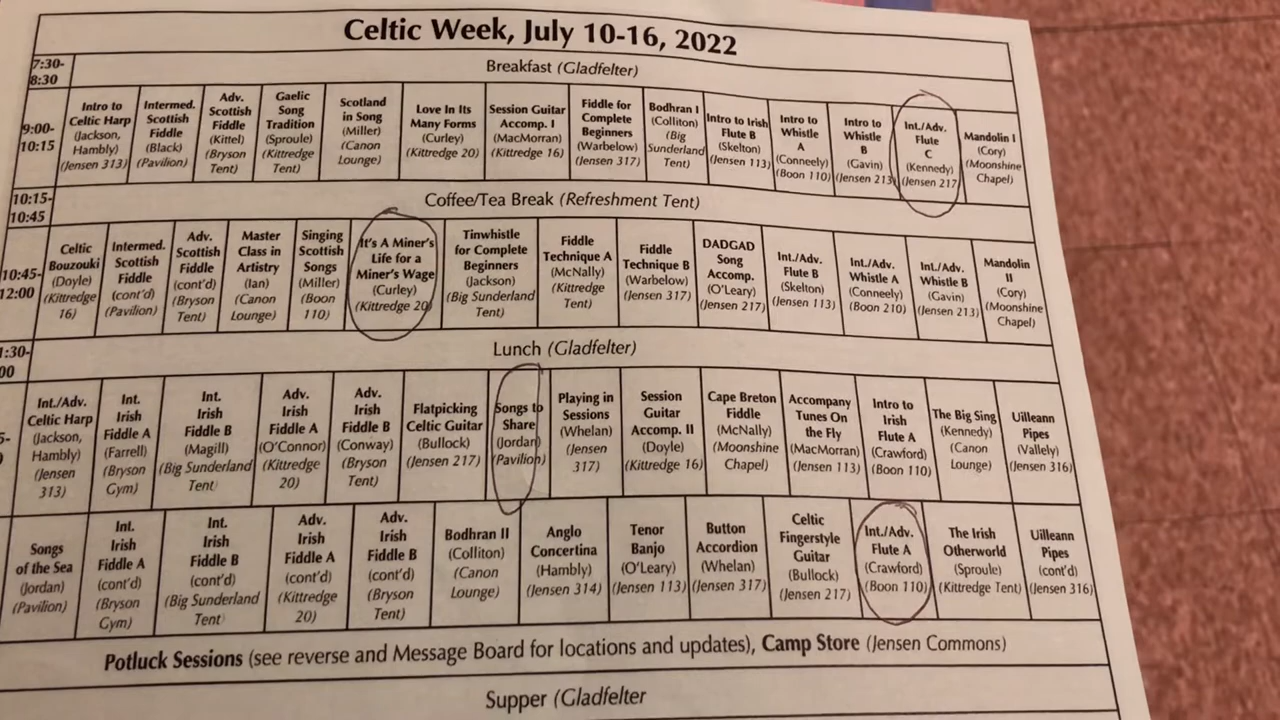 Celtic Week, July 10-16, 2022
7:30-
8:30
Breakfast (Gladfelter)
9:00-
10:15
Intro to
Celtic Harp
(Jackson,
Hambly)
(Jensen 313)
Intermed.
Scottish
Fiddle
(Black)
(Pavilion)
Adv.
Scottish
Fiddle
(Kittel)
(Bryson
Tent)
Gaelic
Song
Tradition
(Sproule)
(Kittredge
Tent)
Scotland
in Song
(Miller)
(Canon
Lounge)
Love In Its
Many Forms
(Curley)
(Kittredge 20)
Session Guitar
Accomp. I
(MacMorran)
(Kittredge 16)
Fiddle for
Complete
Beginners
(Warbelow)
(Jensen 317)
Bodhran I
(Colliton)
(Big
Sunderland
Tent)
Intro to Irish
Flute B
(Skelton)
(Jensen 113)
Intro to
Whistle
A
(Conneely)
(Boon 110)
Intro to
Whistle
B
(Gavin)
(Jensen 213)
Int./Adv.
Flute
C
(Kennedy)
(Jensen 217
Mandolin I
(Cory)
(Moonshine
Chapel)
10:15-
10:45
Coffee/Tea Break (Refreshment Tent)
10:45-
12:00
Celtic
Bouzouki
(Doyle)
(Kittredge
16)
Intermed.
Scottish
Fiddle
(cont'd)
(Pavilion)
Adv.
Scottish
Fiddle
(cont'd)
(Bryson
Tent)
Master
Class in
Artistry
(Ian)
(Canon
Lounge)
Singing
Scottish
Songs
(Miller)
(Boon
110)
It's A Miner's
Life for a
Miner's Wage
(Curley)
(Kittredge 20)
Tinwhistle
for Complete
Beginners
(Jackson)
(Big Sunderland
Tent)
Fiddle
Technique A
(McNally)
(Kittredge
Tent)
Fiddle
Technique B
(Warbelow)
(Jensen 317)
DADGAD
Song
Accomp.
(O'Leary)
(Jensen 217)
Int./Adv.
Flute B
(Skelton)
(Jensen 113)
Int./Adv.
Whistle A
(Conneely)
(Boon 210)
Int./Adv.
Whistle B
(Gavin)
(Jensen 213)
Mandolin
II
(Cory)
(Moonshine
Chapel)
1:30-
00
Lunch (Gladfelter)
5-
Int./Adv.
Celtic Harp
(Jackson,
Hambly)
(Jensen
313)
Int.
Irish
Fiddle A
(Farrell)
(Bryson
Gym)
Int.
Irish
Fiddle B
(Magill)
(Big Sunderland
Tent)
Adv.
Irish
Fiddle A
(O'Connor)
(Kittredge
20)
Adv.
Irish
Fiddle B
(Conway)
(Bryson
Tent)
Flatpicking
Celtic Guitar
(Bullock)
(Jensen 217)
Songs to
Share
(Jordan)
(Pavilion)
Playing in
Sessions
(Whelan)
(Jensen
317)
Session
Guitar
Accomp. II
(Doyle)
(Kittredge 16)
Cape Breton
Fiddle
(McNally)
(Moonshine
Chapel)
Accompany
Tunes On
the Fly
(MacMorran)
(Jensen 113)
Intro to
Irish
Flute A
(Crawford)
(Boon 110)
The Big Sing
(Kennedy)
(Canon
Lounge)
Uilleann
Pipes
(Vallely)
(Jensen 316)
Songs
of the Sea
(Jordan)
(Pavilion)
Int.
Irish
Fiddle A
(cont'd)
(Bryson
Gym)
Int.
Irish
Fiddle B
(cont'd)
(Big Sunderland
Tent)
Adv.
Irish
Fiddle A
(cont'd)
(Kittredge
20)
Adv.
Irish
Fiddle B
(cont'd)
(Bryson
Tent)
Bodhran II
(Colliton)
(Canon
Lounge)
Anglo
Concertina
(Hambly)
(Jensen 314)
Tenor
Banjo
(O'Leary)
(Jensen 113)
Button
Accordion
(Whelan)
(Jensen 317)
Celtic
Fingerstyle
Guitar
(Bullock)
(Jensen 217)
Int./Adv.
Flute A
(Crawford)
(Boon 110)
The Irish
Otherworld
(Sproule)
(Kittredge Tent)
Uilleann
Pipes
(cont'd)
(Jensen 316)
Potluck Sessions (see reverse and Message Board for locations and updates), Camp Store (Jensen Commons)
Supper (Gladfelter